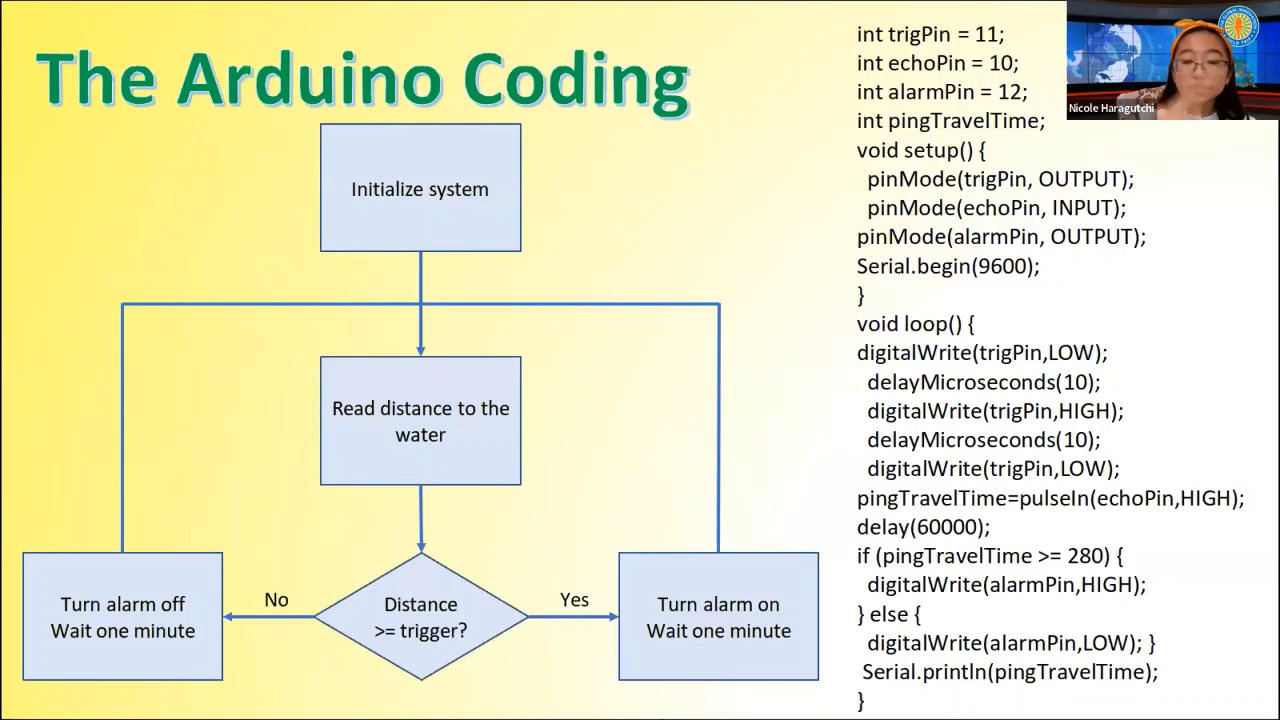 The Arduino Coding
Initialize system
Read distance to the
water
Distance
>= trigger?
No
Yes
Turn alarm off
Wait one minute
Turn alarm on
Wait one minute
int trigPin = 11;
int echoPin = 10;
int alarmPin = 12;
int pingTravelTime;
void setup() {
pinMode(trigPin, OUTPUT);
pinMode(echoPin, INPUT);
pinMode(alarmPin, OUTPUT);
Serial.begin(9600);
}
void loop() {
digitalWrite(trigPin,LOW);
delayMicroseconds(10);
digitalWrite(trigPin,HIGH);
delayMicroseconds(10);
digitalWrite(trigPin,LOW);
pingTravelTime=pulseIn(echoPin,HIGH);
delay(60000);
if (pingTravelTime >= 280) {
digitalWrite(alarmPin,HIGH);
} else {
digitalWrite(alarmPin,LOW); }
Serial.println(pingTravelTime);
}
Nicole Haragutchi